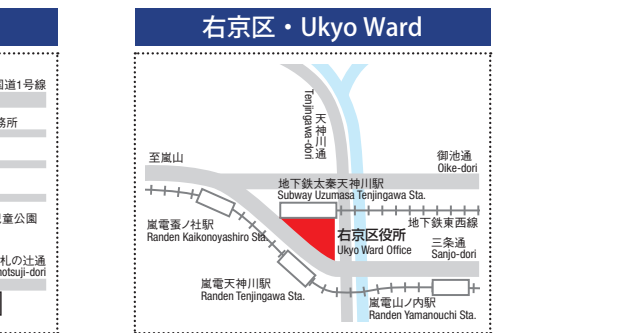 右京区・Ukyo Ward
道1号線
務所
童公園
札の辻通
otsuji-dori
Tenjingawa-dori
天神川通
至嵐山
御池通
Oike-dori
地下鉄太秦天神川駅
Subway Uzumasa Tenjingawa Sta.
地下鉄東西線
嵐電蚕ノ社駅
Randen Kaikonoyashiro Sta.
右京区役所
Ukyo Ward Office
三条通
Sanjo-dori
嵐電天神川駅
Randen Tenjingawa Sta.
嵐電山ノ内駅
Randen Yamanouchi Sta.